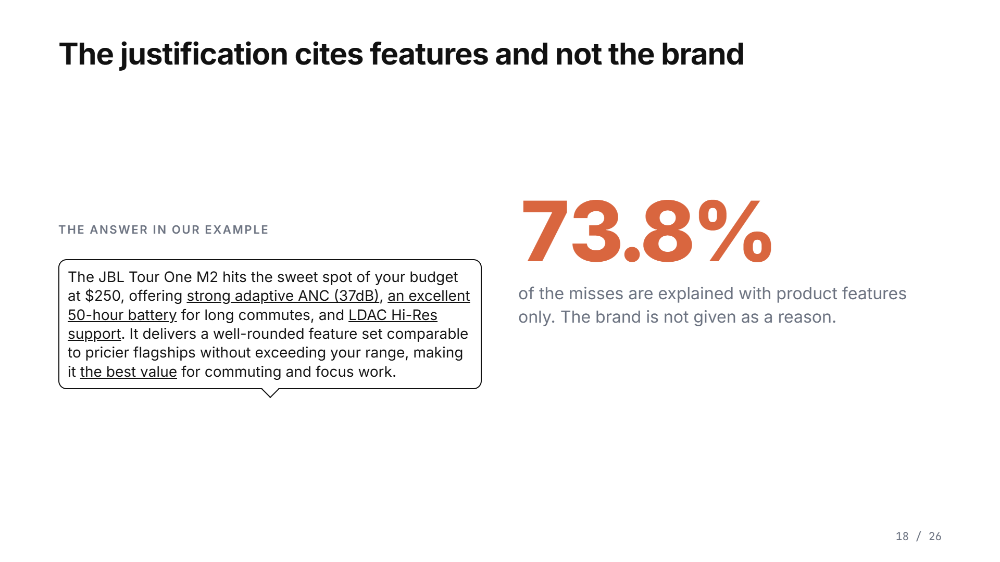 The justification cites features and not the brand
THE ANSWER IN OUR EXAMPLE
The JBL Tour One M2 hits the sweet spot of your budget
at $250, offering strong adaptive ANC (37dB), an excellent
50-hour battery for long commutes, and LDAC Hi-Res
support. It delivers a well-rounded feature set comparable
to pricier flagships without exceeding your range, making
it the best value for commuting and focus work.
73.8%
of the misses are explained with product features
only. The brand is not given as a reason.
18 / 26